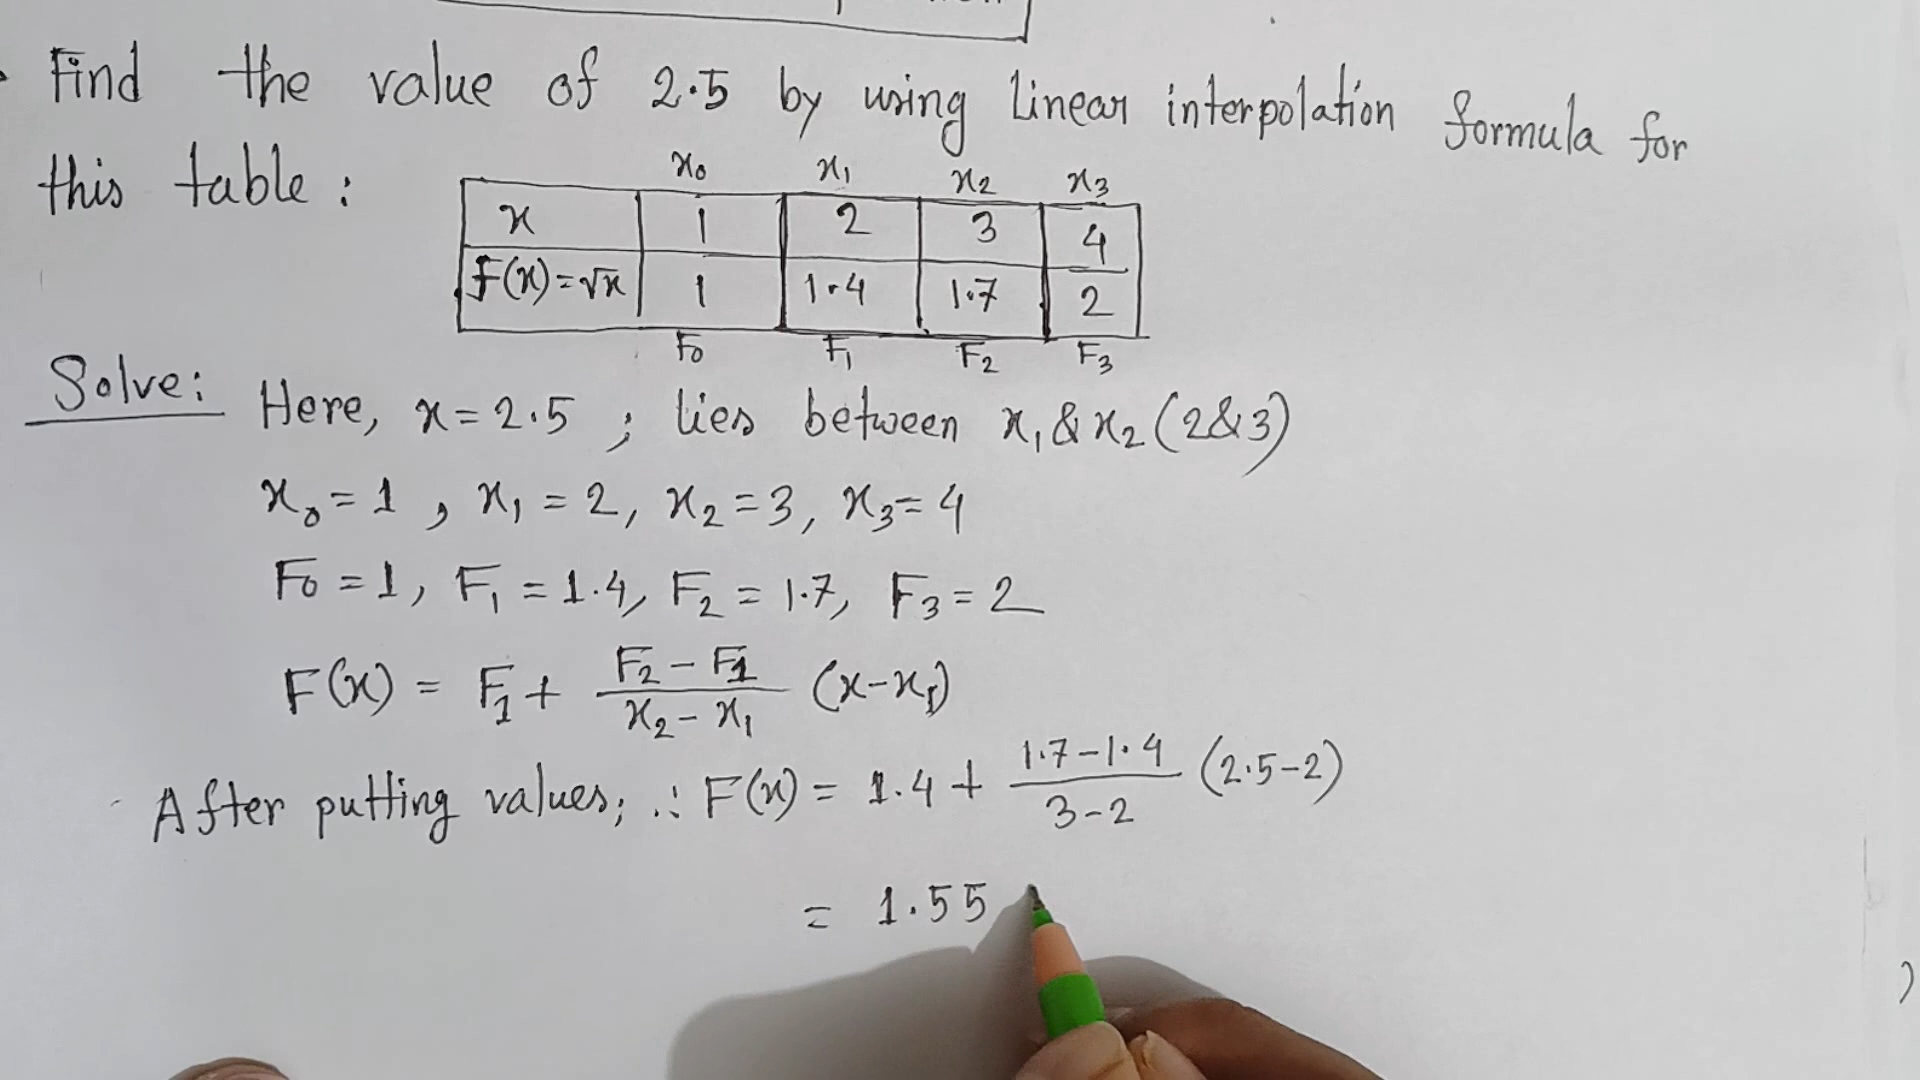 Find the value of 2.5 by using Linear interpolation formula for
this table:
x₀ x₁ x₂ x₃
x 1 2 3 4
F(x)=√x 1 1.4 1.7 2
F₀ F₁ F₂ F₃
Solve: Here, x=2.5 ; lies between x₁ & x₂ (2&3)
x₀ = 1 , x₁ = 2, x₂ = 3, x₃ = 4
F₀ = 1, F₁ = 1.4, F₂ = 1.7, F₃ = 2
F(x) = F₁ + (F₂ - F₁)/(x₂ - x₁) (x-x₁)
After putting values; ∴ F(x) = 1.4 + (1.7-1.4)/(3-2) (2.5-2)
= 1.55